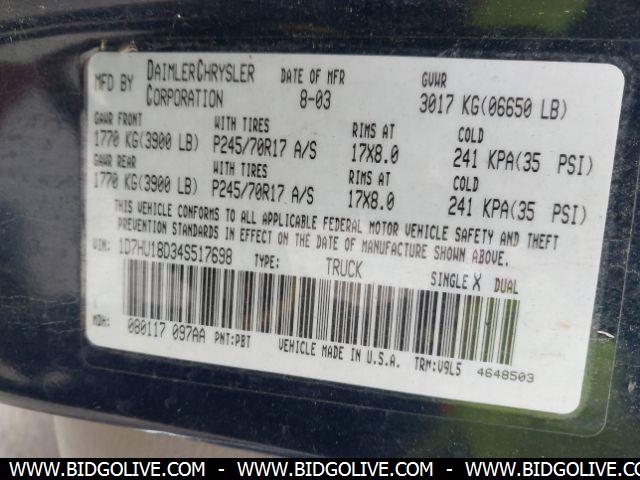 MFD BY DAIMLERCHRYSLER CORPORATION DATE OF MFR 8-03 GVWR 3017 KG(06650 LB)
GAWR FRONT WITH TIRES RIMS AT COLD
1770 KG(3900 LB) P245/70R17 A/S 17X8.0 241 KPA(35 PSI)
GAWR REAR WITH TIRES RIMS AT COLD
1770 KG(3900 LB) P245/70R17 A/S 17X8.0 241 KPA(35 PSI)
THIS VEHICLE CONFORMS TO ALL APPLICABLE FEDERAL MOTOR VEHICLE SAFETY AND THEFT
PREVENTION STANDARDS IN EFFECT ON THE DATE OF MANUFACTURE SHOWN ABOVE.
VIN: 1D7HU18D34S517698 TYPE: TRUCK SINGLE X DUAL
MDH: 080117 097AA PNT:PBT VEHICLE MADE IN U.S.A. TRM:V9L5 4648503
WWW.BIDGOLIVE.COM - WWW.BIDGOLIVE.COM - WWW.BIDGOLIVE.COM